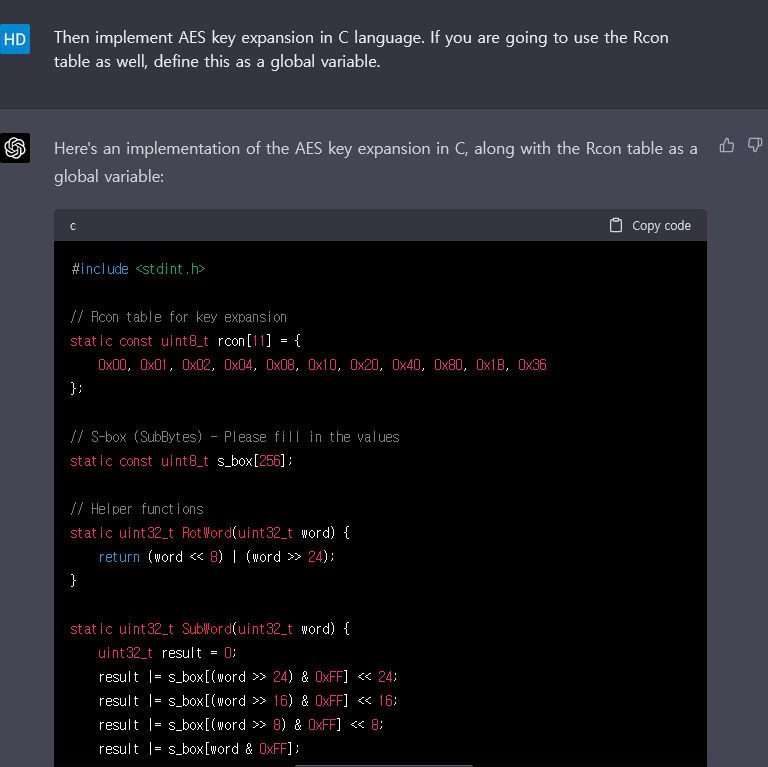 HD
Then implement AES key expansion in C language. If you are going to use the Rcon
table as well, define this as a global variable.
Here's an implementation of the AES key expansion in C, along with the Rcon table as a
global variable:
c
Copy code
#include <stdint.h>
// Rcon table for key expansion
static const uint8_t rcon[11] = {
0x00, 0x01, 0x02, 0x04, 0x08, 0x10, 0x20, 0x40, 0x80, 0x1B, 0x36
};
// S-box (SubBytes) - Please fill in the values
static const uint8_t s_box[256];
// Helper functions
static uint32_t RotWord(uint32_t word) {
return (word << 8) | (word >> 24);
}
static uint32_t SubWord(uint32_t word) {
uint32_t result = 0;
result |= s_box[(word >> 24) & 0xFF] << 24;
result |= s_box[(word >> 16) & 0xFF] << 16;
result |= s_box[(word >> 8) & 0xFF] << 8;
result |= s_box[word & 0xFF];